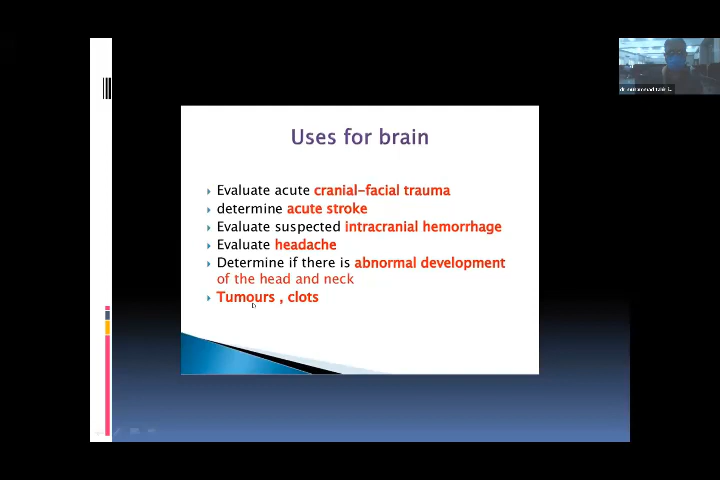 Uses for brain
Evaluate acute cranial-facial trauma
determine acute stroke
Evaluate suspected intracranial hemorrhage
Evaluate headache
Determine if there is abnormal development
of the head and neck
Tumours , clots